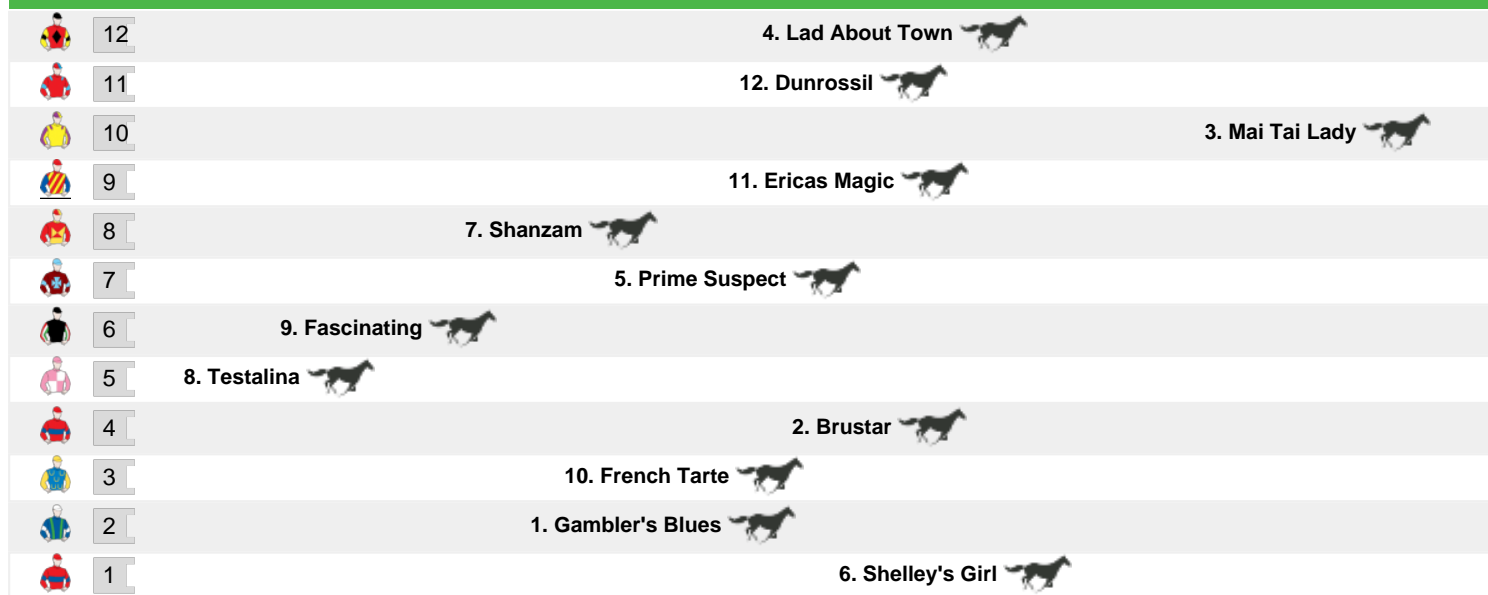 12 4. Lad About Town
11 12. Dunrossil
10 3. Mai Tai Lady
9 11. Ericas Magic
8 7. Shanzam
7 5. Prime Suspect
6 9. Fascinating
5 8. Testalina
4 2. Brustar
3 10. French Tarte
2 1. Gambler's Blues
1 6. Shelley's Girl